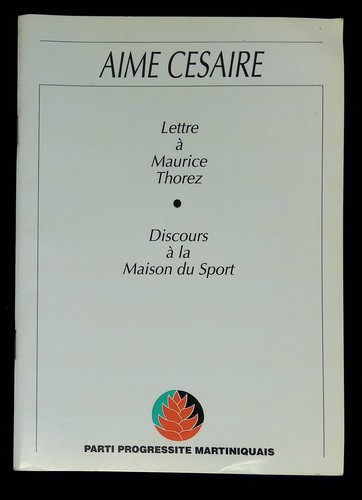 AIME CESAIRE
Lettre
à
Maurice
Thorez
•
Discours
à la
Maison du Sport
PARTI PROGRESSITE MARTINIQUAIS